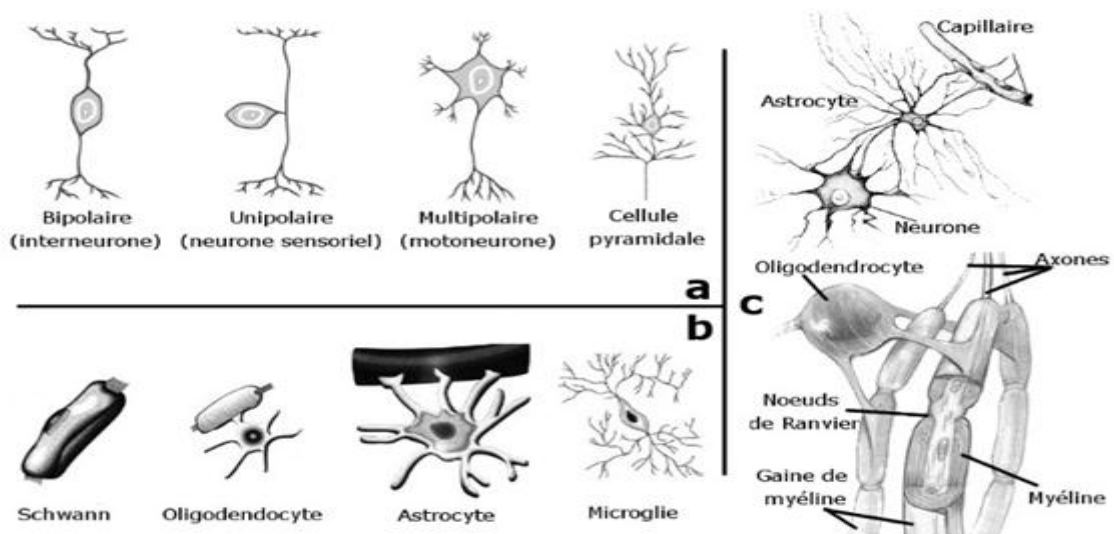 Bipolaire
(interneurone)
Unipolaire
(neurone sensoriel)
Multipolaire
(motoneurone)
Cellule
pyramidale
a
Schwann
Oligodendocyte
Astrocyte
Microglie
b
Capillaire
Astrocyte
Neurone
c
Oligodendrocyte
Axones
Noeuds
de Ranvier
Gaine de
myéline
Myéline